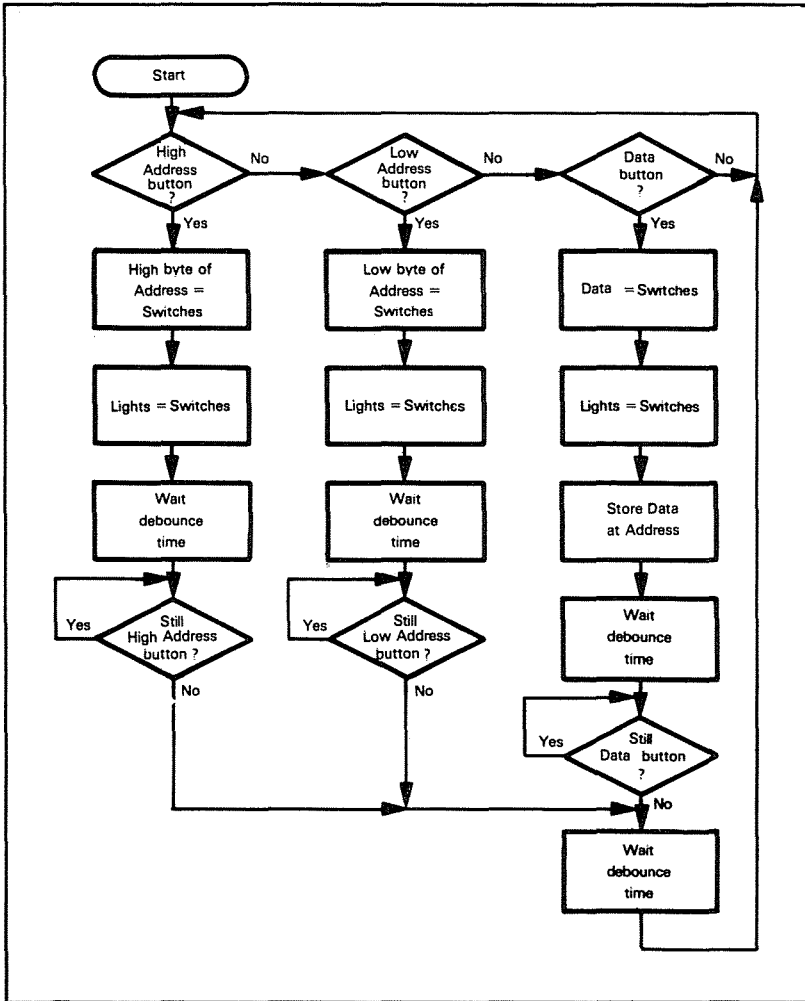 Start
High
Address
button
?
No
Low
Address
button
?
No
Data
button
?
No
Yes
Yes
Yes
High byte of
Address =
Switches
Low byte of
Address =
Switches
Data = Switches
Lights = Switches
Lights = Switches
Lights = Switches
Wait
debounce
time
Wait
debounce
time
Store Data
at Address
Yes
Still
High Address
button ?
No
Yes
Still
Low Address
button ?
No
Wait
debounce
time
Yes
Still
Data button
?
No
Wait
debounce
time